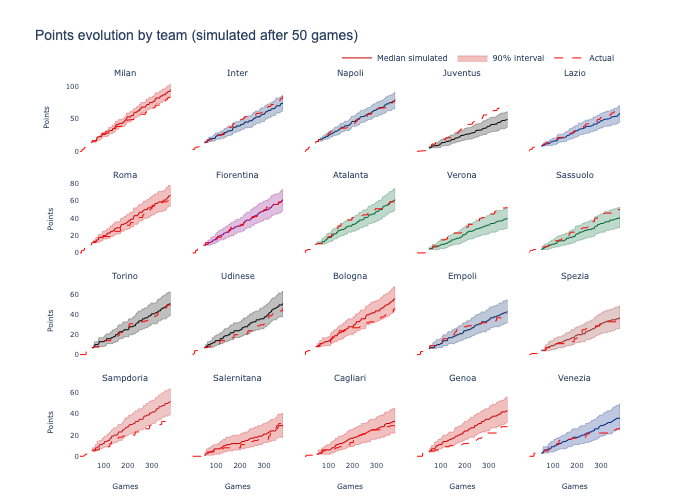 Points evolution by team (simulated after 50 games)
Median simulated 90% interval Actual
Milan Inter Napoli Juventus Lazio
100
50
0
Points
Roma Fiorentina Atalanta Verona Sassuolo
80
60
40
20
0
Points
Torino Udinese Bologna Empoli Spezia
60
40
20
0
Points
Sampdoria Salernitana Cagliari Genoa Venezia
60
40
20
0
Points
100 200 300 100 200 300 100 200 300 100 200 300 100 200 300
Games Games Games Games Games